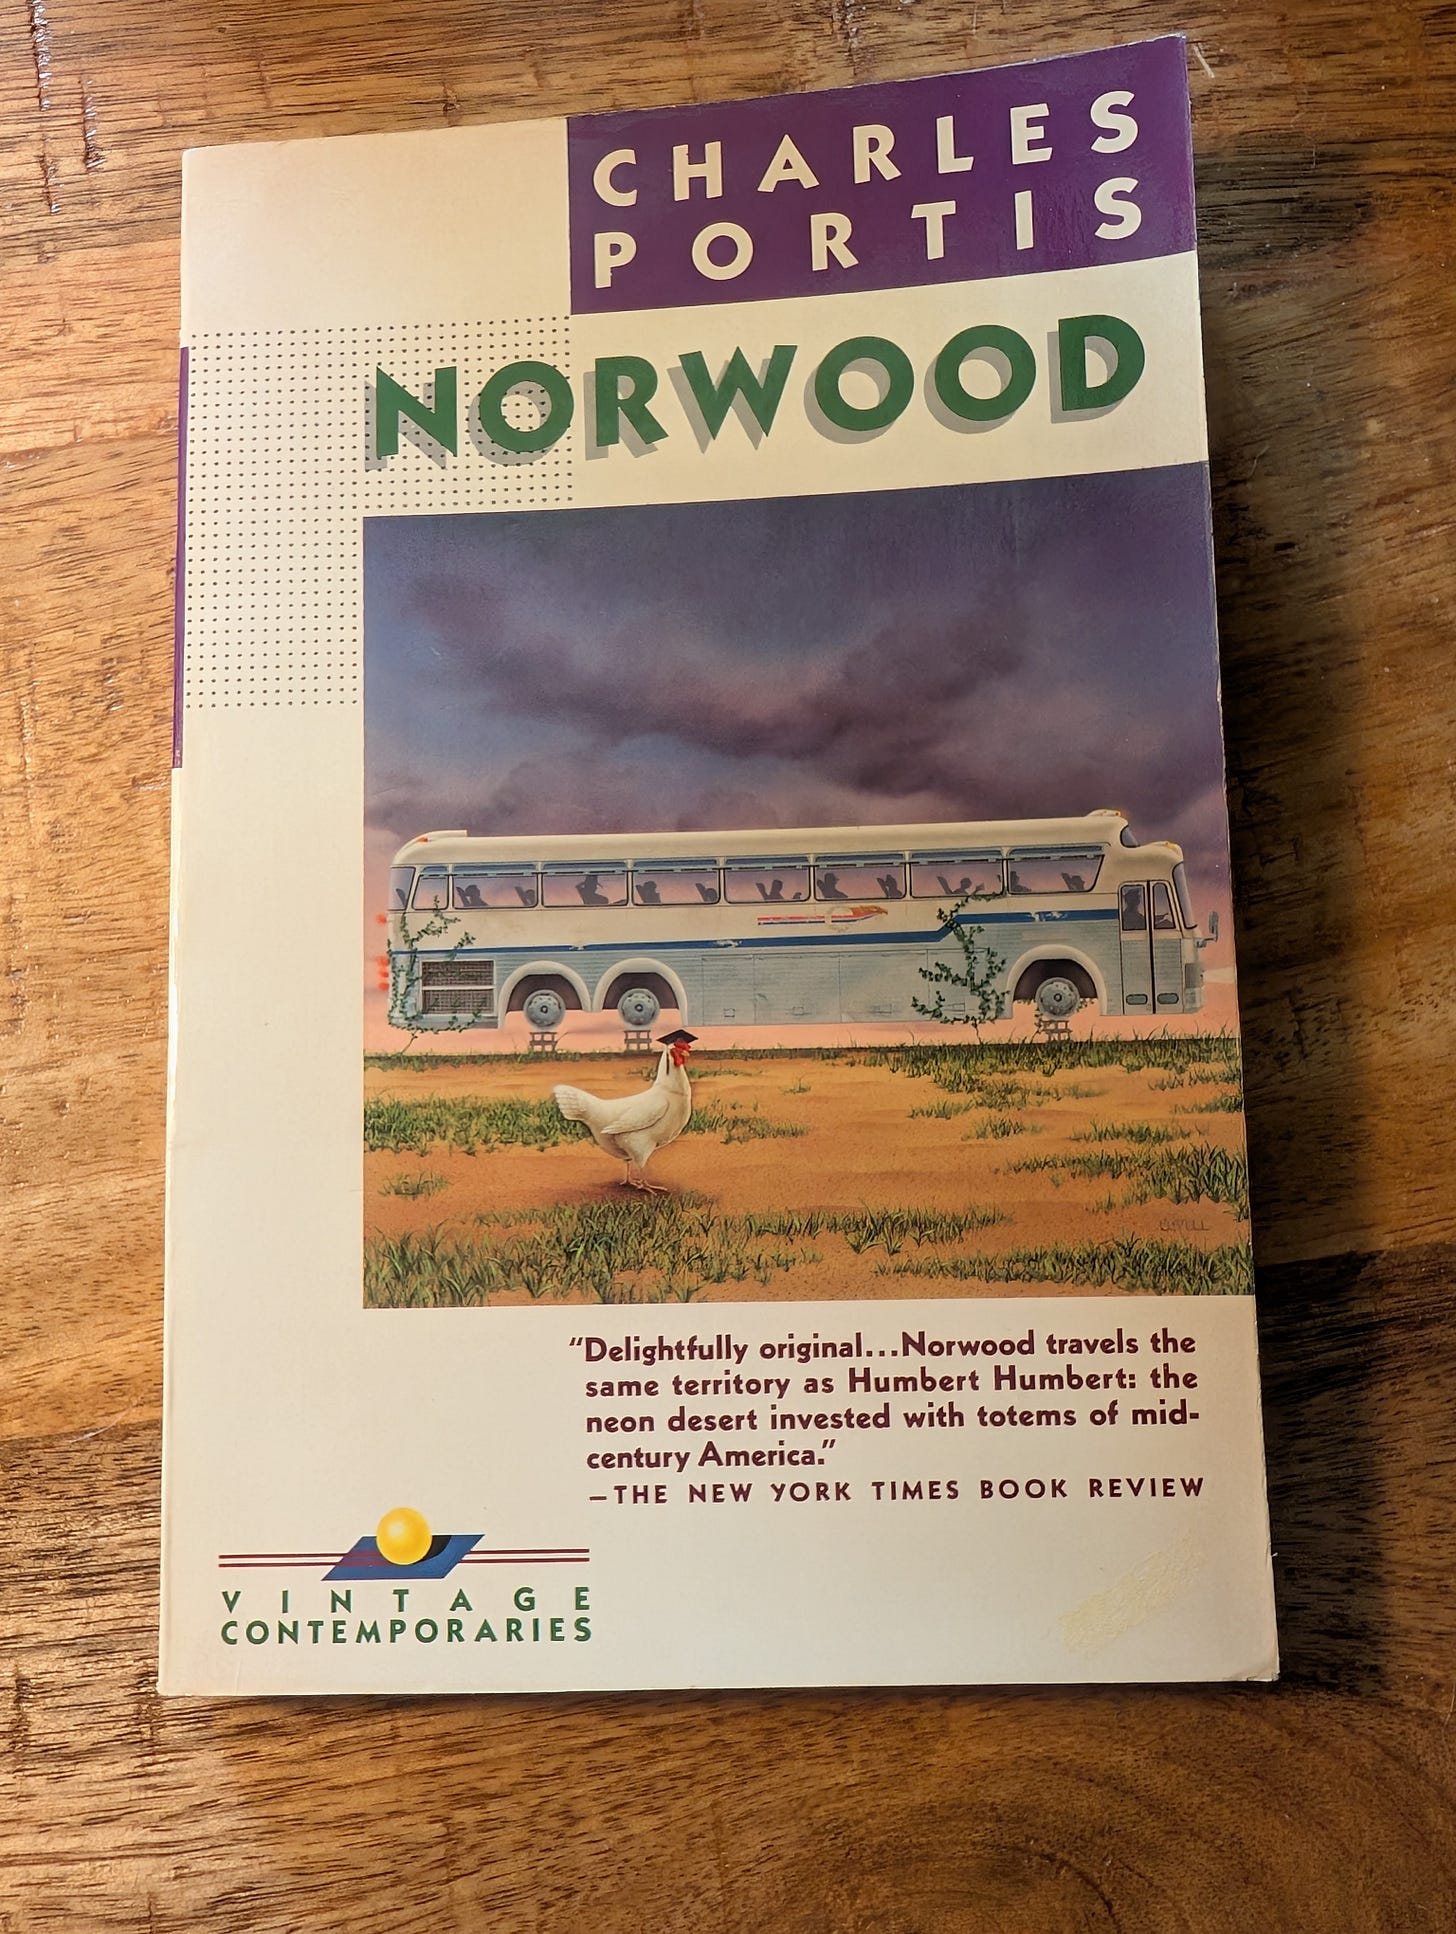 CHARLES
PORTIS
NORWOOD
“Delightfully original...Norwood travels the
same territory as Humbert Humbert: the
neon desert invested with totems of mid-
century America.”
—THE NEW YORK TIMES BOOK REVIEW
VINTAGE
CONTEMPORARIES